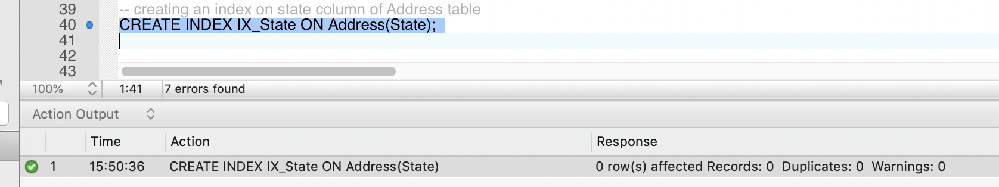 39 -- creating an index on state column of Address table
40 CREATE INDEX IX_State ON Address(State);
41
42
43
100% 1:41 7 errors found
Action Output
Time Action Response
1 15:50:36 CREATE INDEX IX_State ON Address(State) 0 row(s) affected Records: 0 Duplicates: 0 Warnings: 0